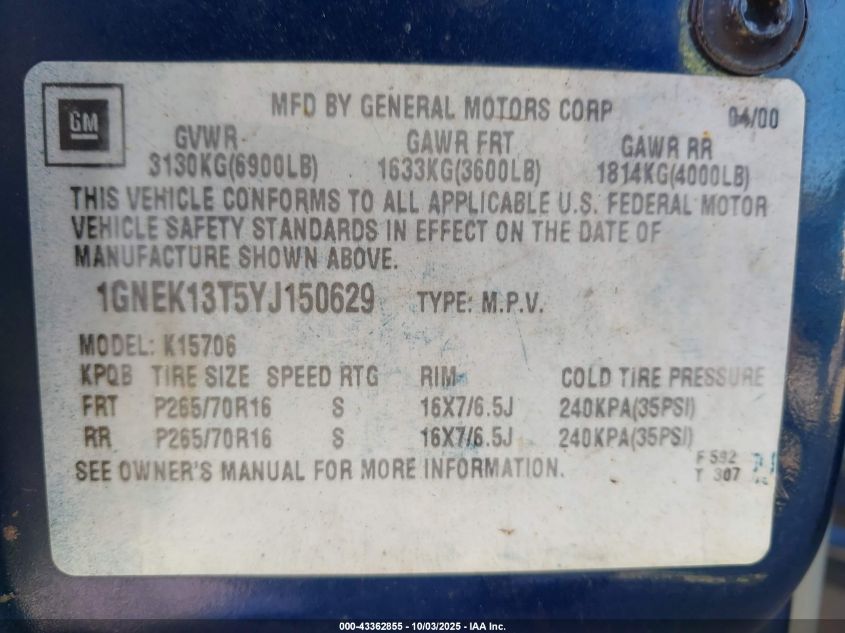 GM
MFD BY GENERAL MOTORS CORP 04/00
GVWR GAWR FRT GAWR RR
3130KG(6900LB) 1633KG(3600LB) 1814KG(4000LB)
THIS VEHICLE CONFORMS TO ALL APPLICABLE U.S. FEDERAL MOTOR
VEHICLE SAFETY STANDARDS IN EFFECT ON THE DATE OF
MANUFACTURE SHOWN ABOVE.
1GNEK13T5YJ150629 TYPE: M.P.V.
MODEL: K15706
KPQB TIRE SIZE SPEED RTG RIM COLD TIRE PRESSURE
FRT P265/70R16 S 16X7/6.5J 240KPA(35PSI)
RR P265/70R16 S 16X7/6.5J 240KPA(35PSI)
SEE OWNER'S MANUAL FOR MORE INFORMATION.
F 592
T 307
000-43362855 - 10/03/2025 - IAA Inc.